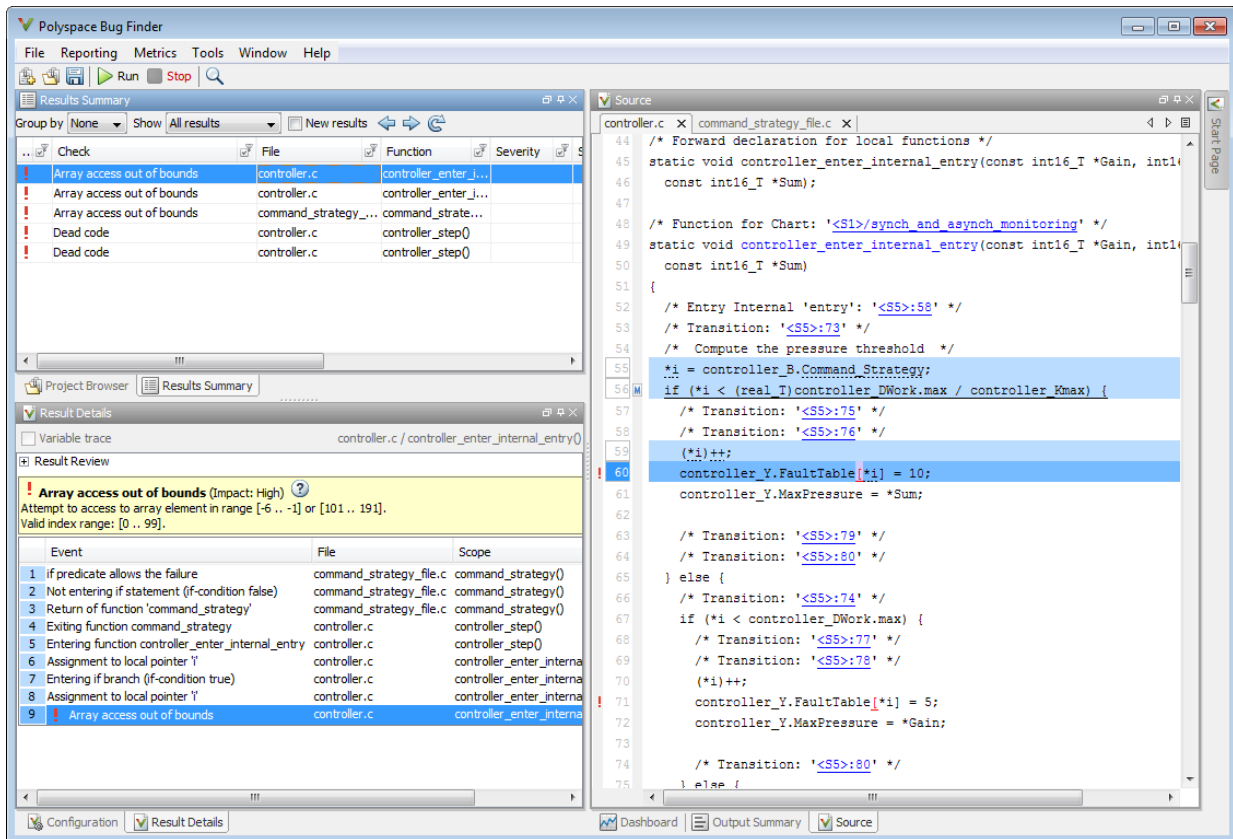 Polyspace Bug Finder
File Reporting Metrics Tools Window Help
Run Stop
Results Summary
Group by None Show All results New results
.. Check File Function Severity S
! Array access out of bounds controller.c controller_enter_i...
! Array access out of bounds controller.c controller_enter_i...
! Array access out of bounds command_strategy_... command_strate...
! Dead code controller.c controller_step()
! Dead code controller.c controller_step()
Project Browser Results Summary
Result Details
Variable trace controller.c / controller_enter_internal_entry()
Result Review
! Array access out of bounds (Impact: High) ?
Attempt to access to array element in range [-6 .. -1] or [101 .. 191].
Valid index range: [0 .. 99].
Event File Scope
1 if predicate allows the failure command_strategy_file.c command_strategy()
2 Not entering if statement (if-condition false) command_strategy_file.c command_strategy()
3 Return of function 'command_strategy' command_strategy_file.c command_strategy()
4 Exiting function command_strategy controller.c controller_step()
5 Entering function controller_enter_internal_entry controller.c controller_step()
6 Assignment to local pointer 'i' controller.c controller_enter_interna
7 Entering if branch (if-condition true) controller.c controller_enter_interna
8 Assignment to local pointer 'i' controller.c controller_enter_interna
9 ! Array access out of bounds controller.c controller_enter_interna
Configuration Result Details
Source
controller.c X command_strategy_file.c X
44 /* Forward declaration for local functions */
45 static void controller_enter_internal_entry(const int16_T *Gain, int1
46 const int16_T *Sum);
47
48 /* Function for Chart: '<S1>/synch_and_asynch_monitoring' */
49 static void controller_enter_internal_entry(const int16_T *Gain, int1
50 const int16_T *Sum)
51 {
52 /* Entry Internal 'entry': '<S5>:58' */
53 /* Transition: '<S5>:73' */
54 /* Compute the pressure threshold */
55 *i = controller_B.Command_Strategy;
56 M if (*i < (real_T)controller_DWork.max / controller_Kmax) {
57 /* Transition: '<S5>:75' */
58 /* Transition: '<S5>:76' */
59 (*i)++;
! 60 controller_Y.FaultTable[*i] = 10;
61 controller_Y.MaxPressure = *Sum;
62
63 /* Transition: '<S5>:79' */
64 /* Transition: '<S5>:80' */
65 } else {
66 /* Transition: '<S5>:74' */
67 if (*i < controller_DWork.max) {
68 /* Transition: '<S5>:77' */
69 /* Transition: '<S5>:78' */
70 (*i)++;
! 71 controller_Y.FaultTable[*i] = 5;
72 controller_Y.MaxPressure = *Gain;
73
74 /* Transition: '<S5>:80' */
75 } else {
Dashboard Output Summary Source
Start Page